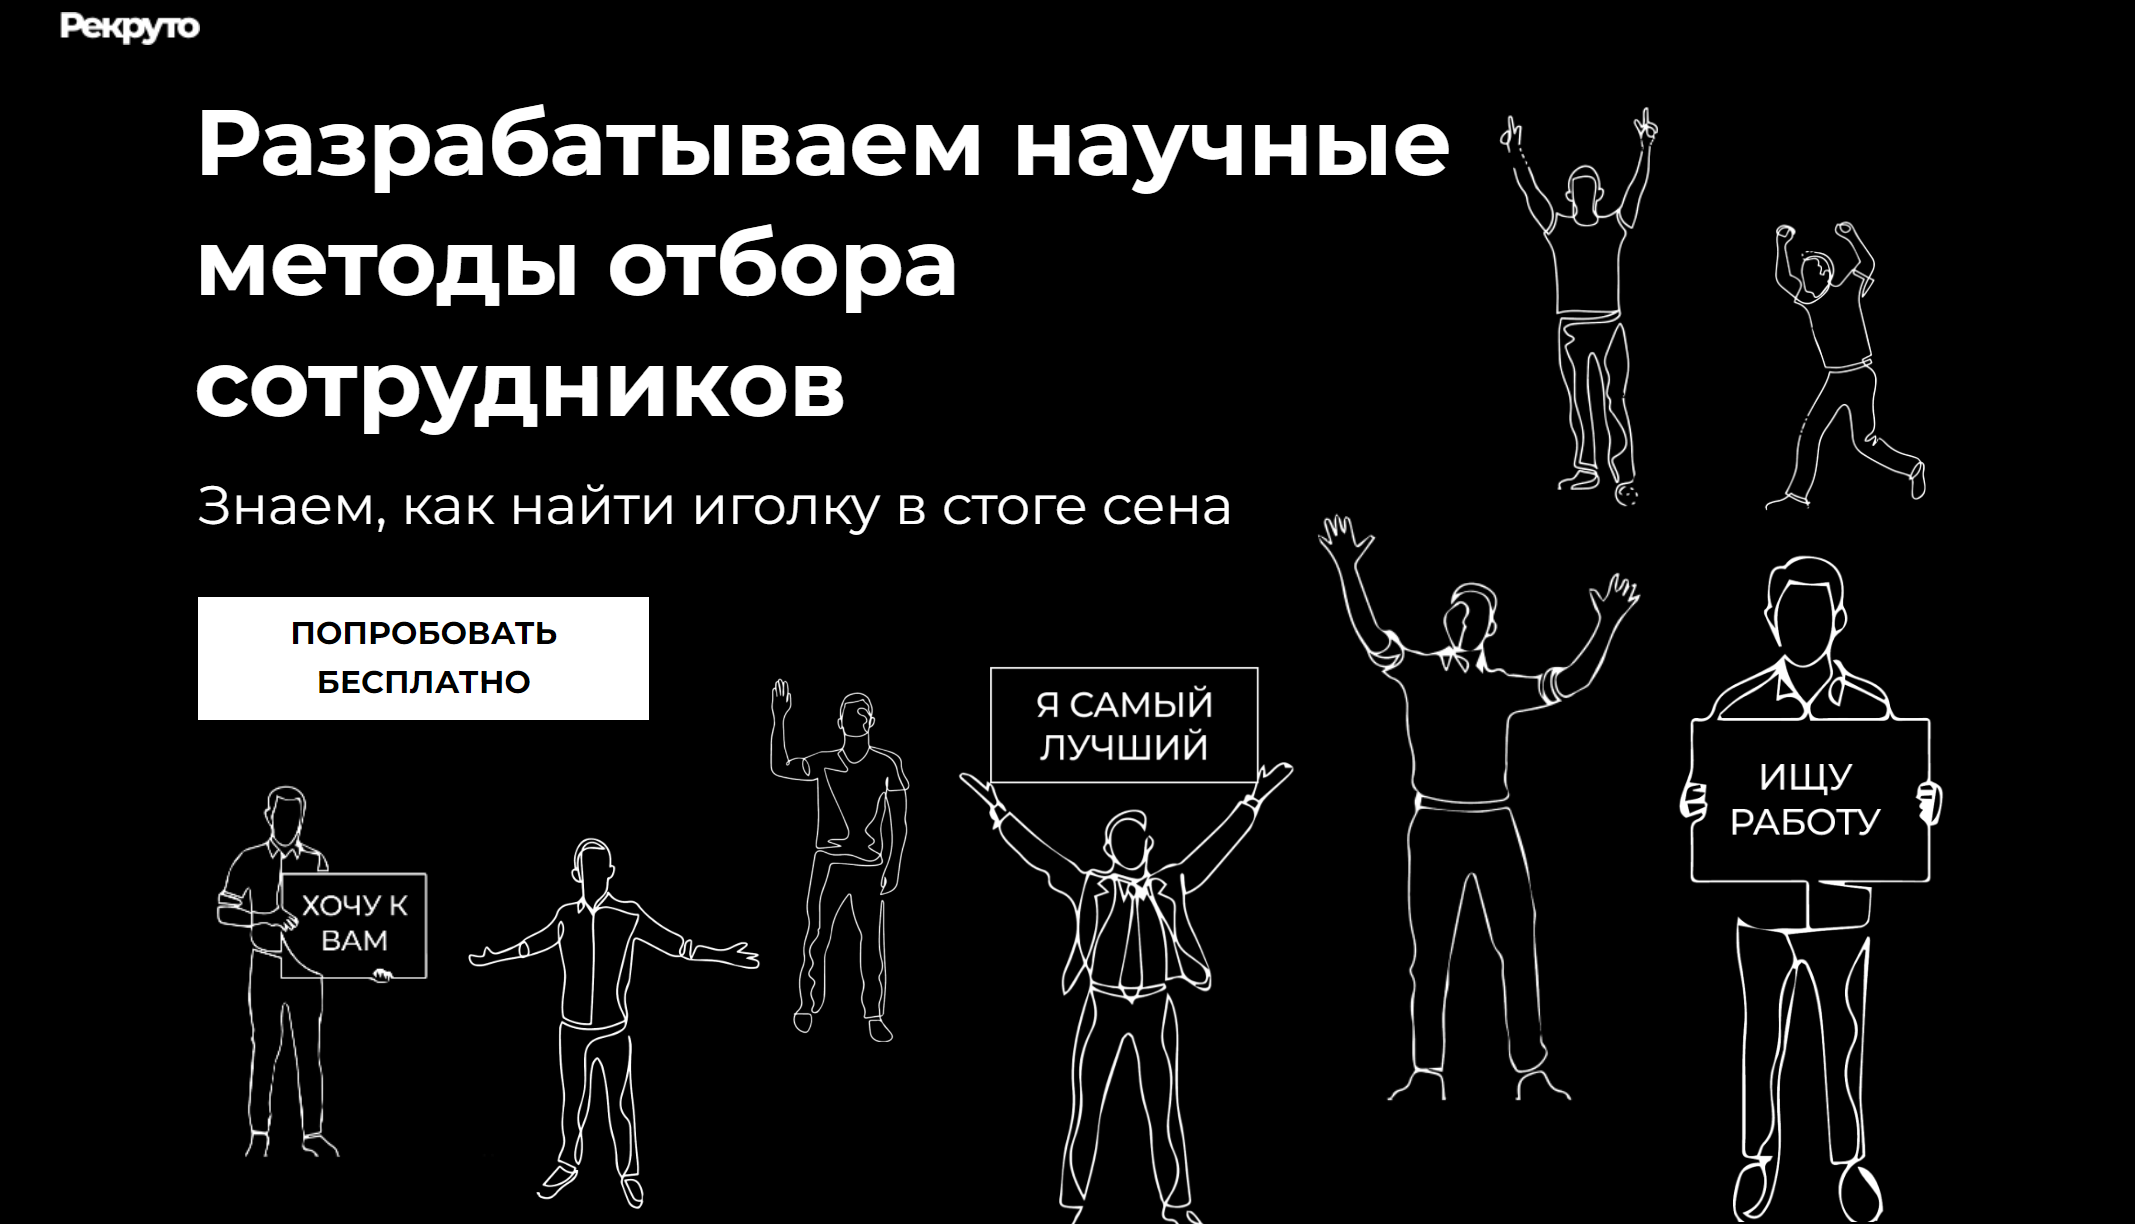 Рекруто
Разрабатываем научные
методы отбора
сотрудников
Знаем, как найти иголку в стоге сена
ПОПРОБОВАТЬ
БЕСПЛАТНО
Я САМЫЙ
ЛУЧШИЙ
ИЩУ
РАБОТУ
ХОЧУ К
ВАМ